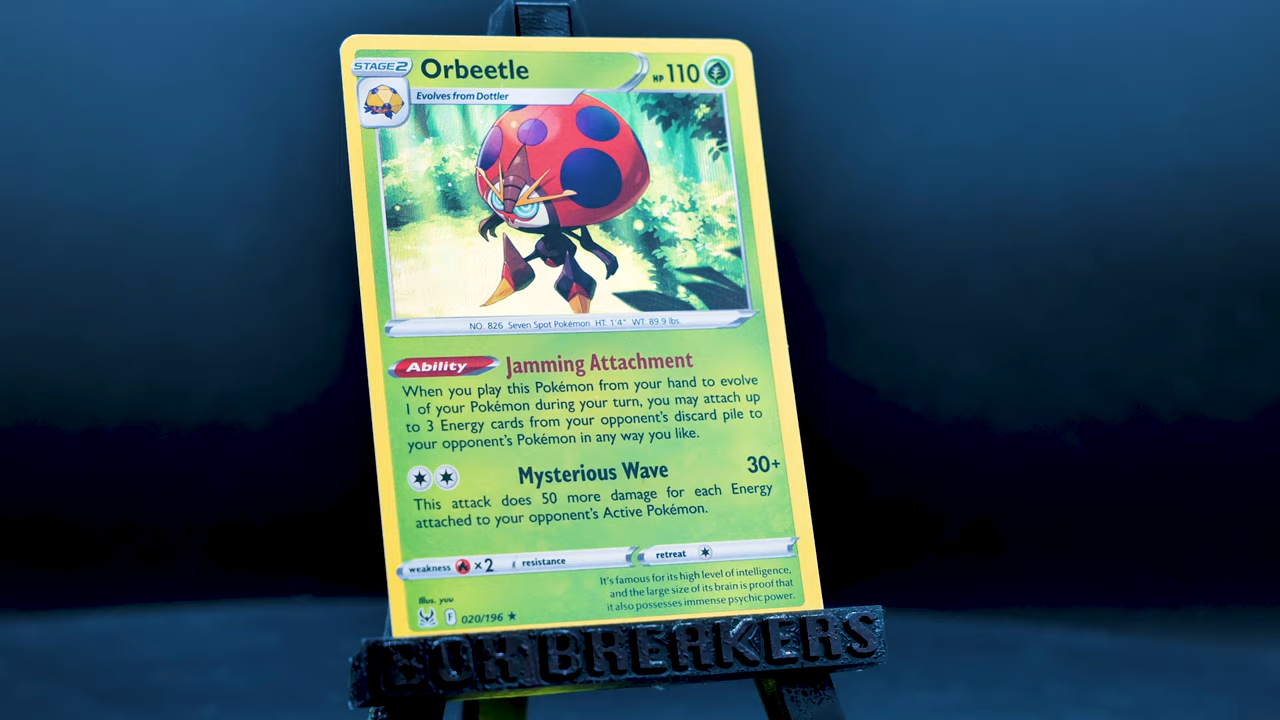 STAGE2 Orbeetle HP 110
Evolves from Dottler
NO. 826 Seven Spot Pokémon HT: 1'4" WT: 89.9 lbs.
Ability Jamming Attachment
When you play this Pokémon from your hand to evolve
1 of your Pokémon during your turn, you may attach up
to 3 Energy cards from your opponent's discard pile to
your opponent's Pokémon in any way you like.
Mysterious Wave 30+
This attack does 50 more damage for each Energy
attached to your opponent's Active Pokémon.
weakness ×2 resistance retreat
It's famous for its high level of intelligence,
and the large size of its brain is proof that
it also possesses immense psychic power.
Illus. yuu
F 020/196 ★
BOX BREAKERS